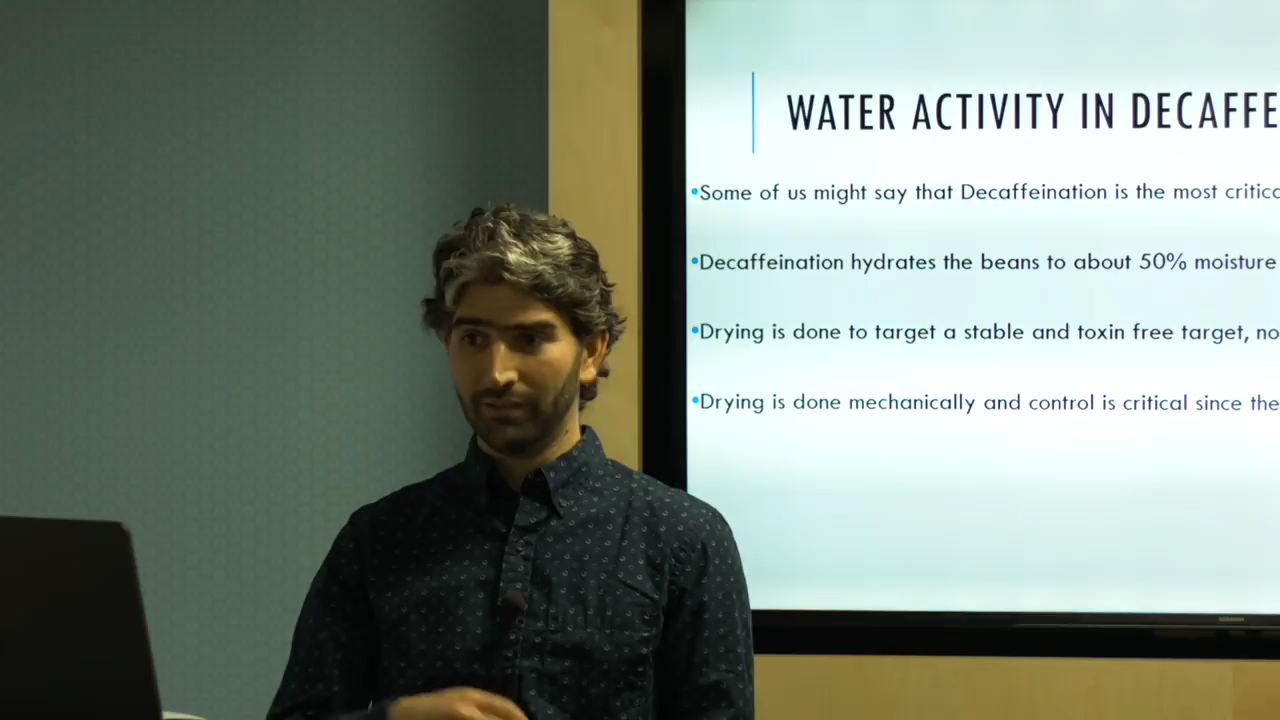 WATER ACTIVITY IN DECAFFE
•Some of us might say that Decaffeination is the most critic
•Decaffeination hydrates the beans to about 50% moisture
•Drying is done to target a stable and toxin free target, no
•Drying is done mechanically and control is critical since the